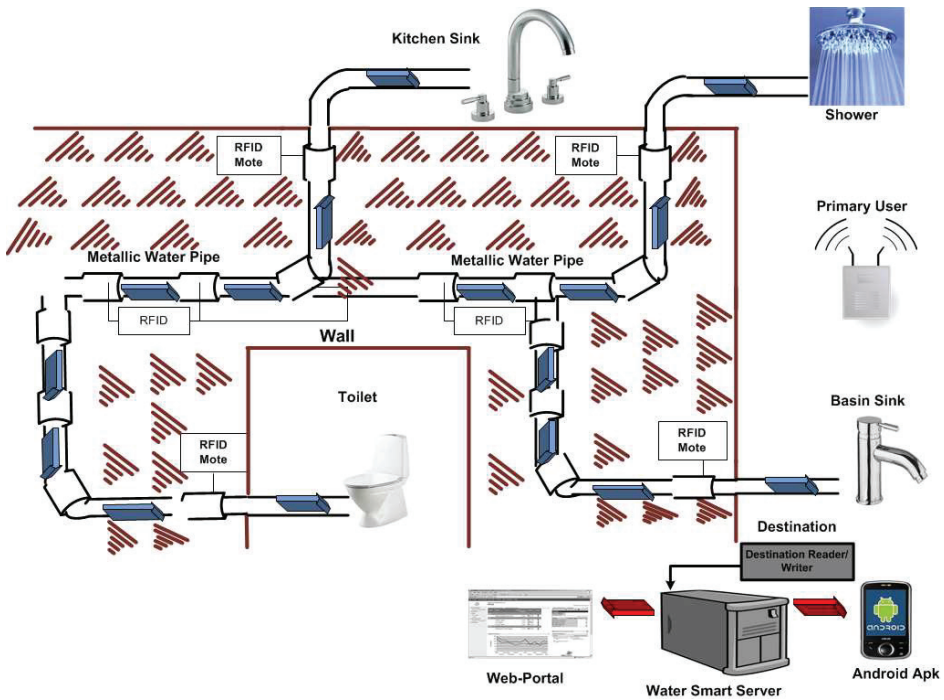 Kitchen Sink
Shower
RFID
Mote
RFID
Mote
Primary User
Metallic Water Pipe
Metallic Water Pipe
RFID
RFID
Wall
Toilet
Basin Sink
RFID
Mote
RFID
Mote
Destination
Destination Reader/
Writer
ANDROID
Web-Portal
Water Smart Server
Android Apk